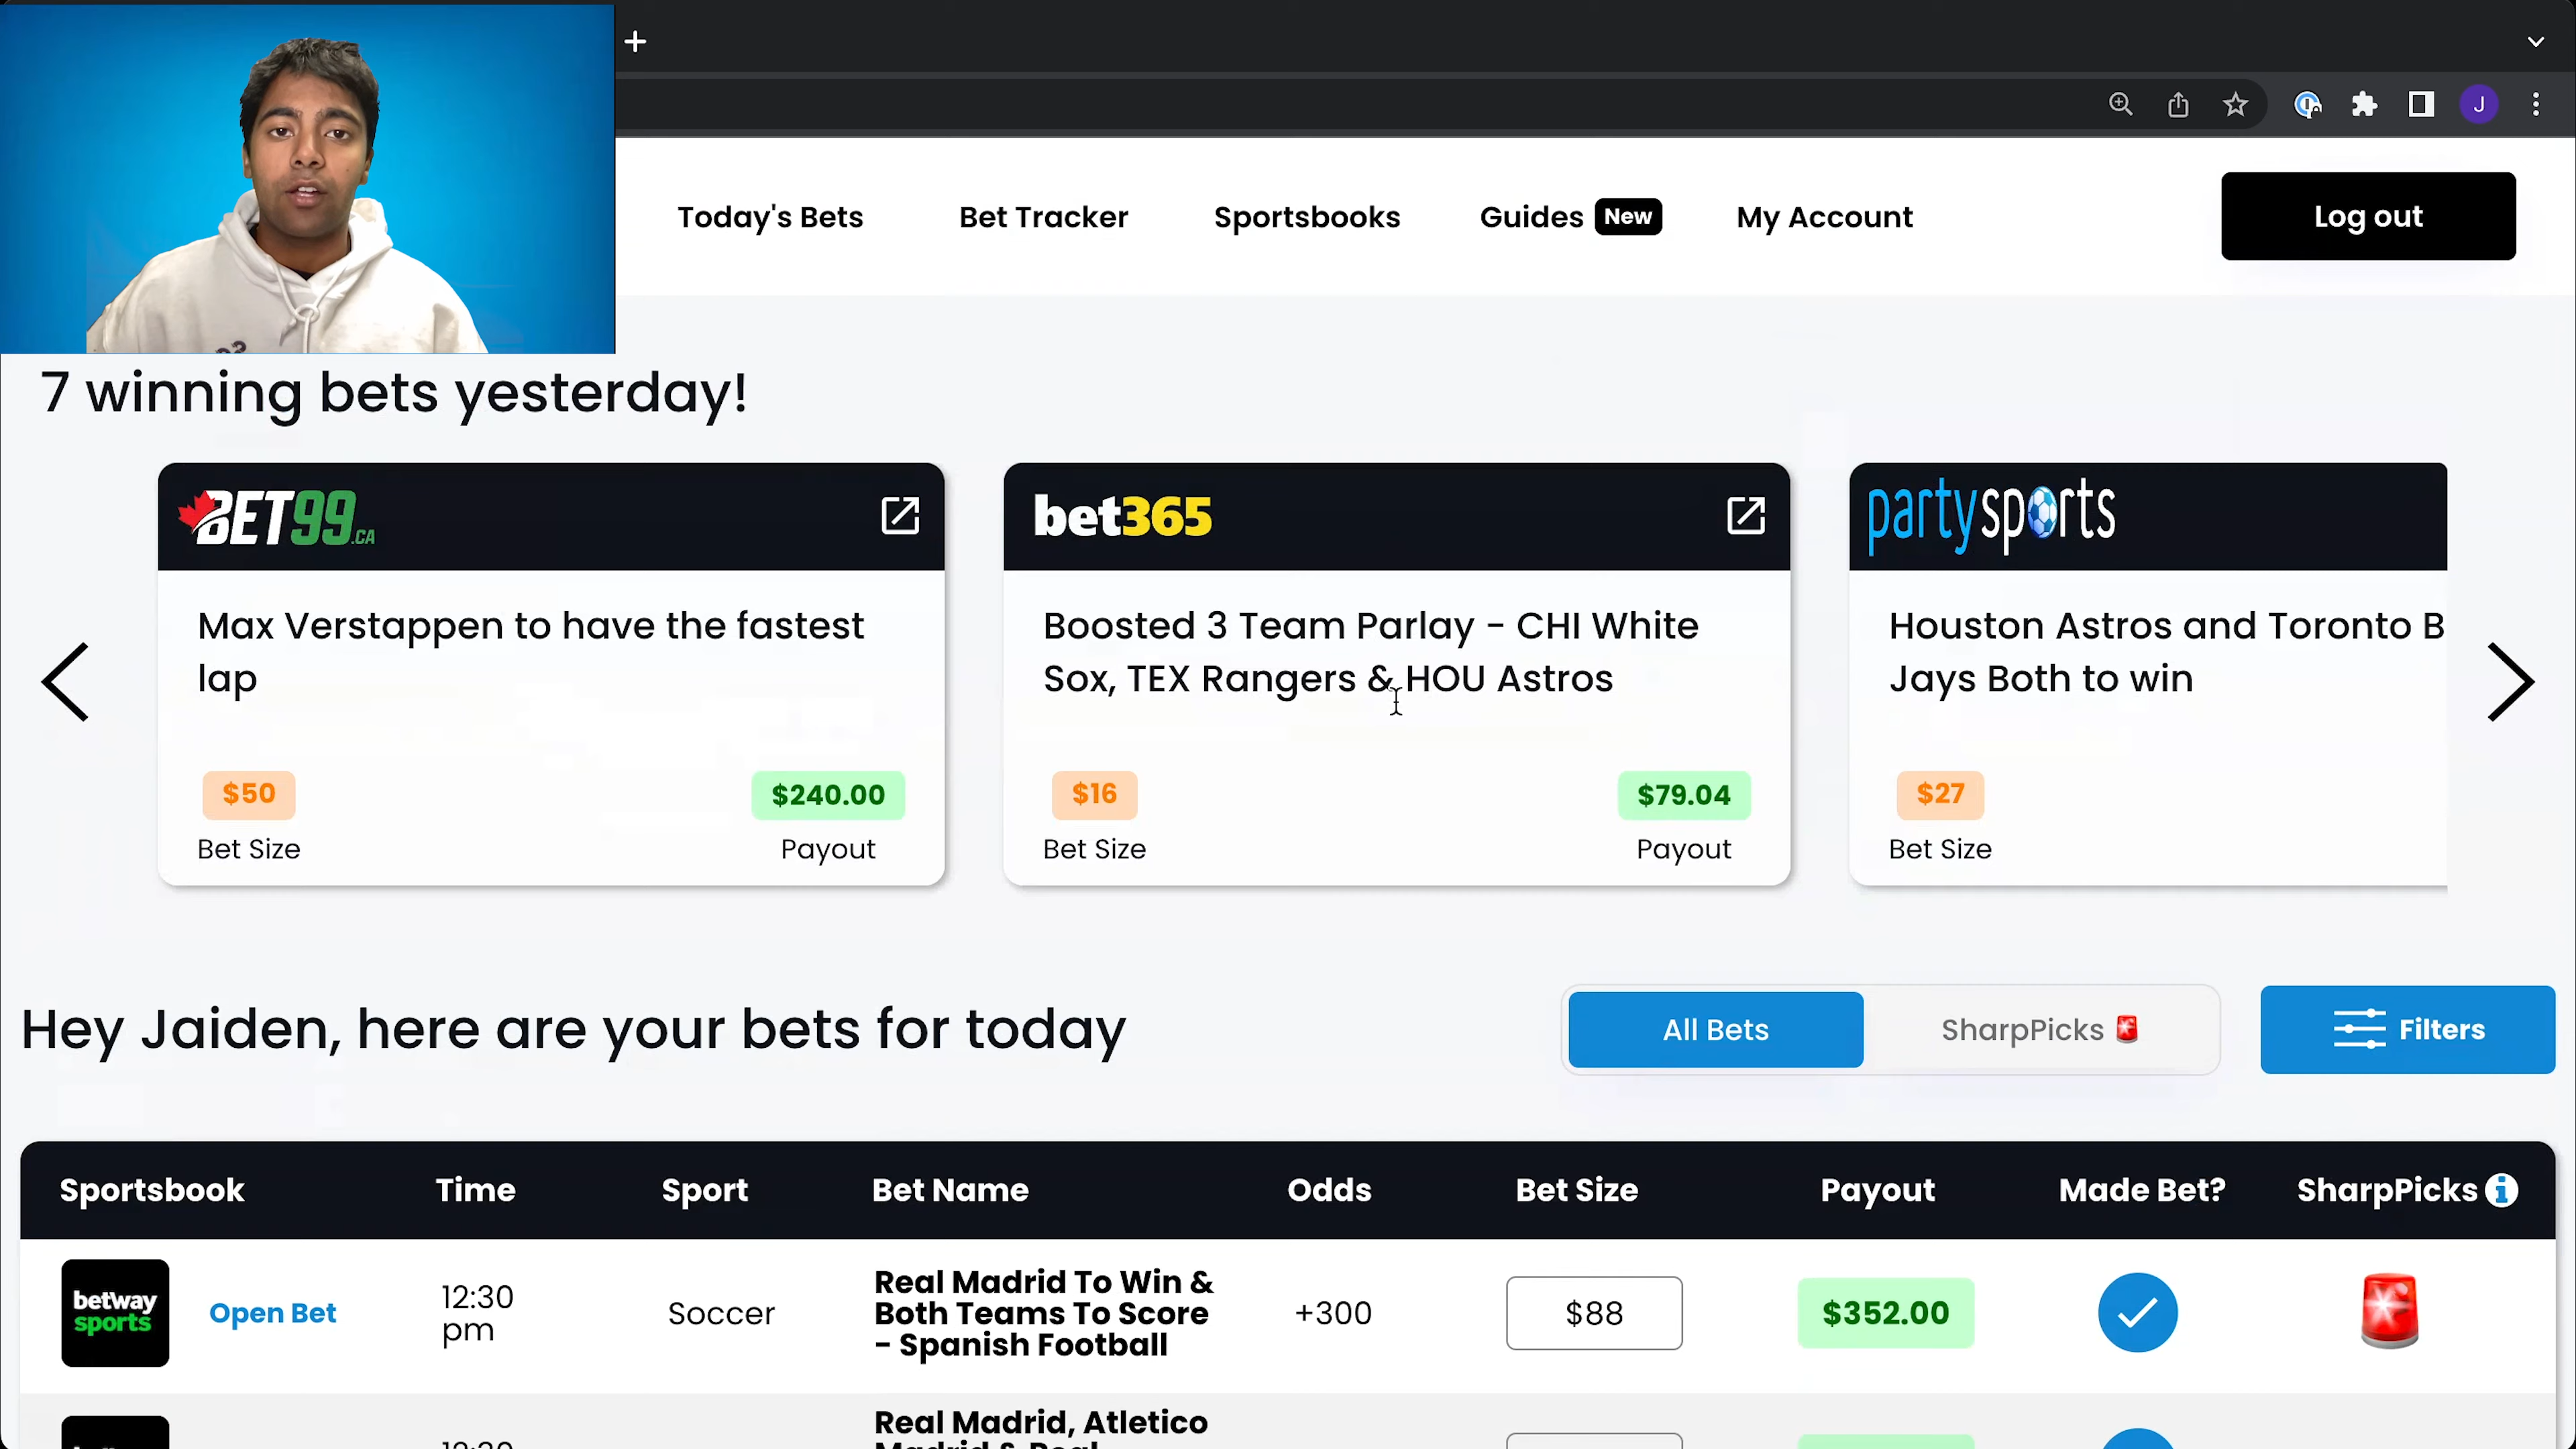 J
Today's Bets
Bet Tracker
Sportsbooks
Guides New
My Account
Log out
7 winning bets yesterday!
BET99.CA
Max Verstappen to have the fastest
lap
$50
$240.00
Bet Size
Payout
bet365
Boosted 3 Team Parlay - CHI White
Sox, TEX Rangers & HOU Astros
$16
$79.04
Bet Size
Payout
partysports
Houston Astros and Toronto B
Jays Both to win
$27
Bet Size
Hey Jaiden, here are your bets for today
All Bets
SharpPicks
Filters
Sportsbook Time Sport Bet Name Odds Bet Size Payout Made Bet? SharpPicks
betway
sports
Open Bet
12:30
pm
Soccer
Real Madrid To Win &
Both Teams To Score
- Spanish Football
+300
$88
$352.00
Real Madrid, Atletico